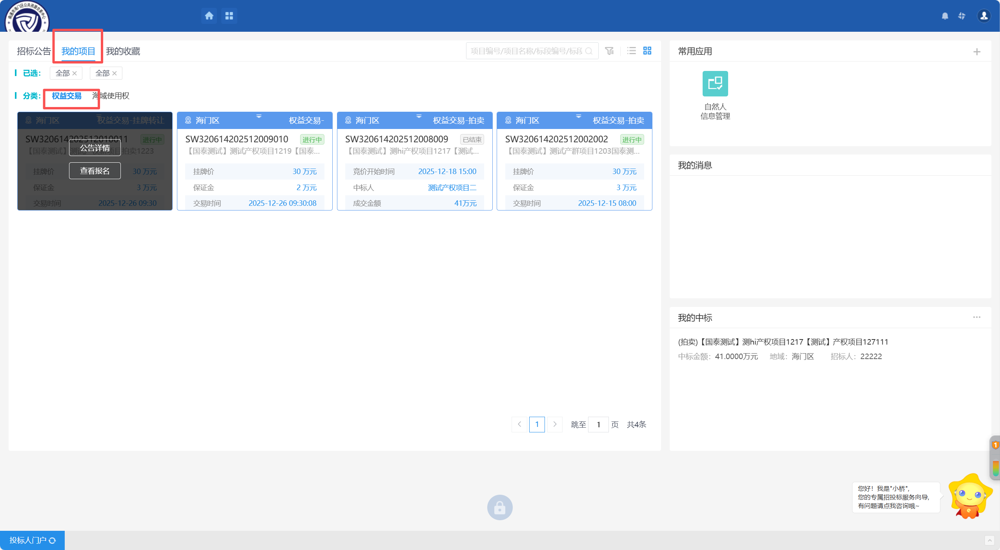 南通市海门区公共资源交易中心
招标公告 我的项目 我的收藏
项目编号/项目名称/标段编号/标段
已选： 全部 × 全部 ×
分类： 权益交易 海域使用权
海门区 权益交易-挂牌转让
SW320614202512010011 进行中
公告详情
查看报名
挂牌价 30 万元
保证金 3 万元
交易时间 2025-12-26 09:30
海门区 权益交易-
SW320614202512009010 进行中
【国泰测试】测试产权项目1219【国泰...
挂牌价 30 万元
保证金 2 万元
交易时间 2025-12-26 09:30:08
海门区 权益交易-拍卖
SW320614202512008009 已结束
【国泰测试】测hi产权项目1217【测试...
竞价开始时间 2025-12-18 15:00
中标人 测试产权项目二
成交金额 41万元
海门区 权益交易-拍卖
SW320614202512002002 进行中
【国泰测试】测试产群项目1203国泰测...
挂牌价 30 万元
保证金 3 万元
交易时间 2025-12-15 08:00
1 跳至 1 页 共4条
常用应用
自然人
信息管理
我的消息
我的中标
(拍卖)【国泰测试】测hi产权项目1217【测试】产权项目127111
中标金额： 41.0000万元 地域： 海门区 招标人： 22222
1
您好！我是"小桥",
您的专属招投标服务向导,
有问题请点我咨询哦~
投标人门户